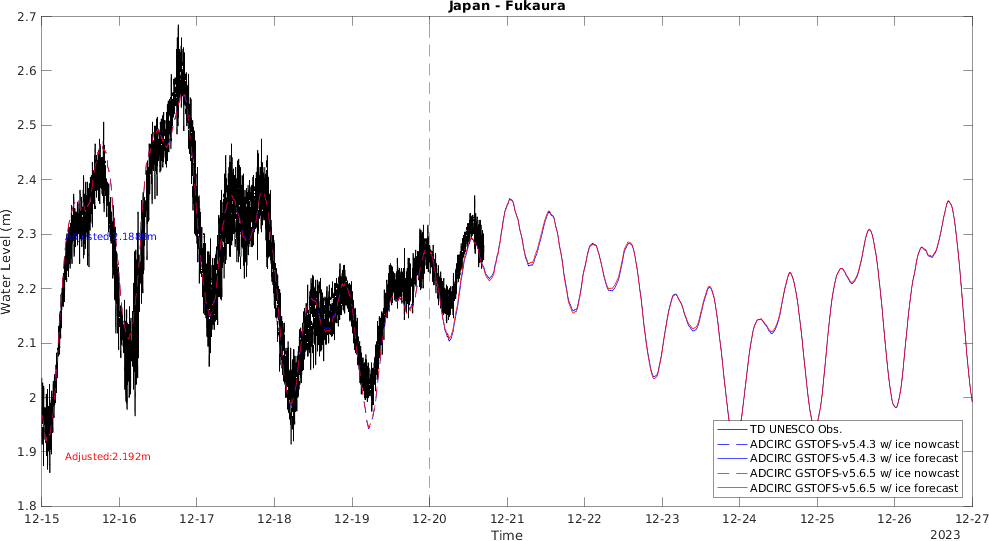 Japan - Fukaura
2.7
2.6
2.5
2.4
2.3
2.2
2.1
2
1.9
1.8
Water Level (m)
Adjusted:2.192m
TD UNESCO Obs.
ADCIRC GSTOFS-v5.4.3 w/ ice nowcast
ADCIRC GSTOFS-v5.4.3 w/ ice forecast
ADCIRC GSTOFS-v5.6.5 w/ ice nowcast
ADCIRC GSTOFS-v5.6.5 w/ ice forecast
12-15 12-16 12-17 12-18 12-19 12-20 12-21 12-22 12-23 12-24 12-25 12-26 12-27
Time
2023